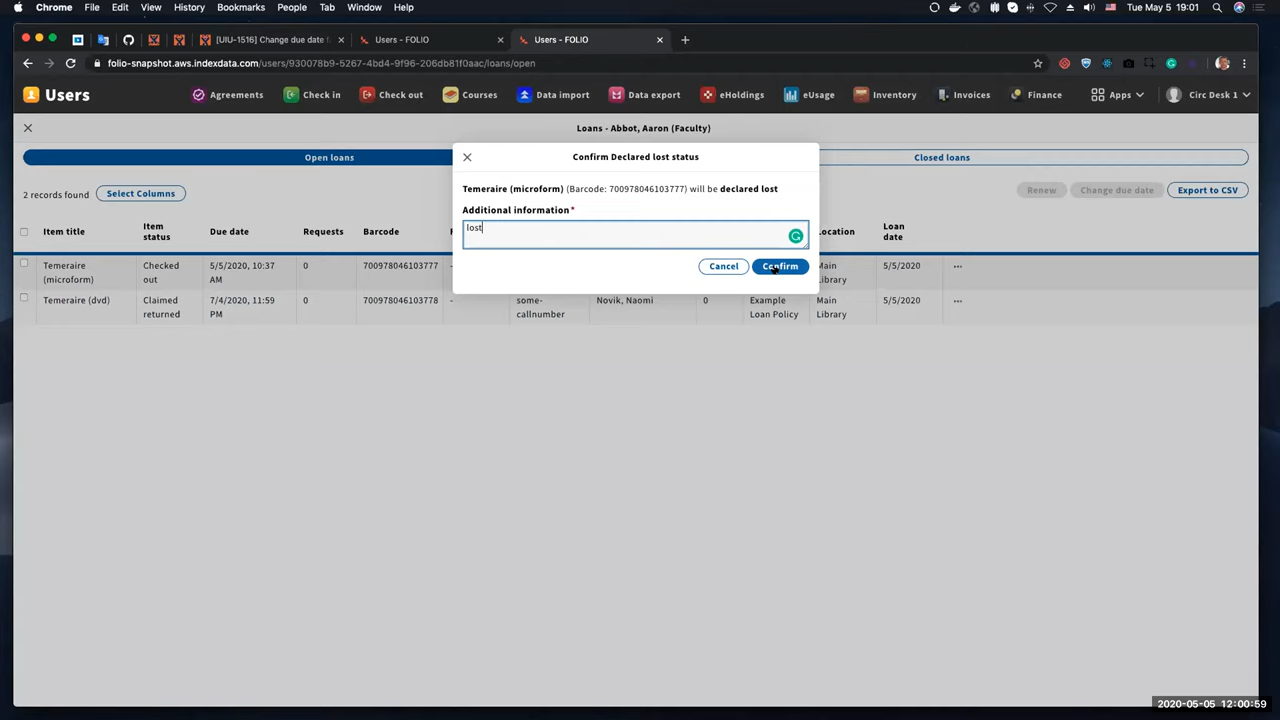 Chrome File Edit View History Bookmarks People Tab Window Help Tue May 5 19:01
[UIU-1516] Change due date f Users - FOLIO Users - FOLIO
folio-snapshot.aws.indexdata.com/users/930078b9-5267-4bd4-9f96-206db81f0aac/loans/open
Users Agreements Check in Check out Courses Data import Data export eHoldings eUsage Inventory Invoices Finance Apps Circ Desk 1
Loans - Abbot, Aaron (Faculty)
Open loans Closed loans
2 records found Select Columns Renew Change due date Export to CSV
Item title Item status Due date Requests Barcode Location Loan date
Temeraire (microform) Checked out 5/5/2020, 10:37 AM 0 700978046103777 - Main Library 5/5/2020 •••
Temeraire (dvd) Claimed returned 7/4/2020, 11:59 PM 0 700978046103778 - some-callnumber Novik, Naomi 0 Example Loan Policy Main Library 5/5/2020 •••
Confirm Declared lost status
Temeraire (microform) (Barcode: 700978046103777) will be declared lost
Additional information*
lost
Cancel Confirm
2020-05-05 12:00:59